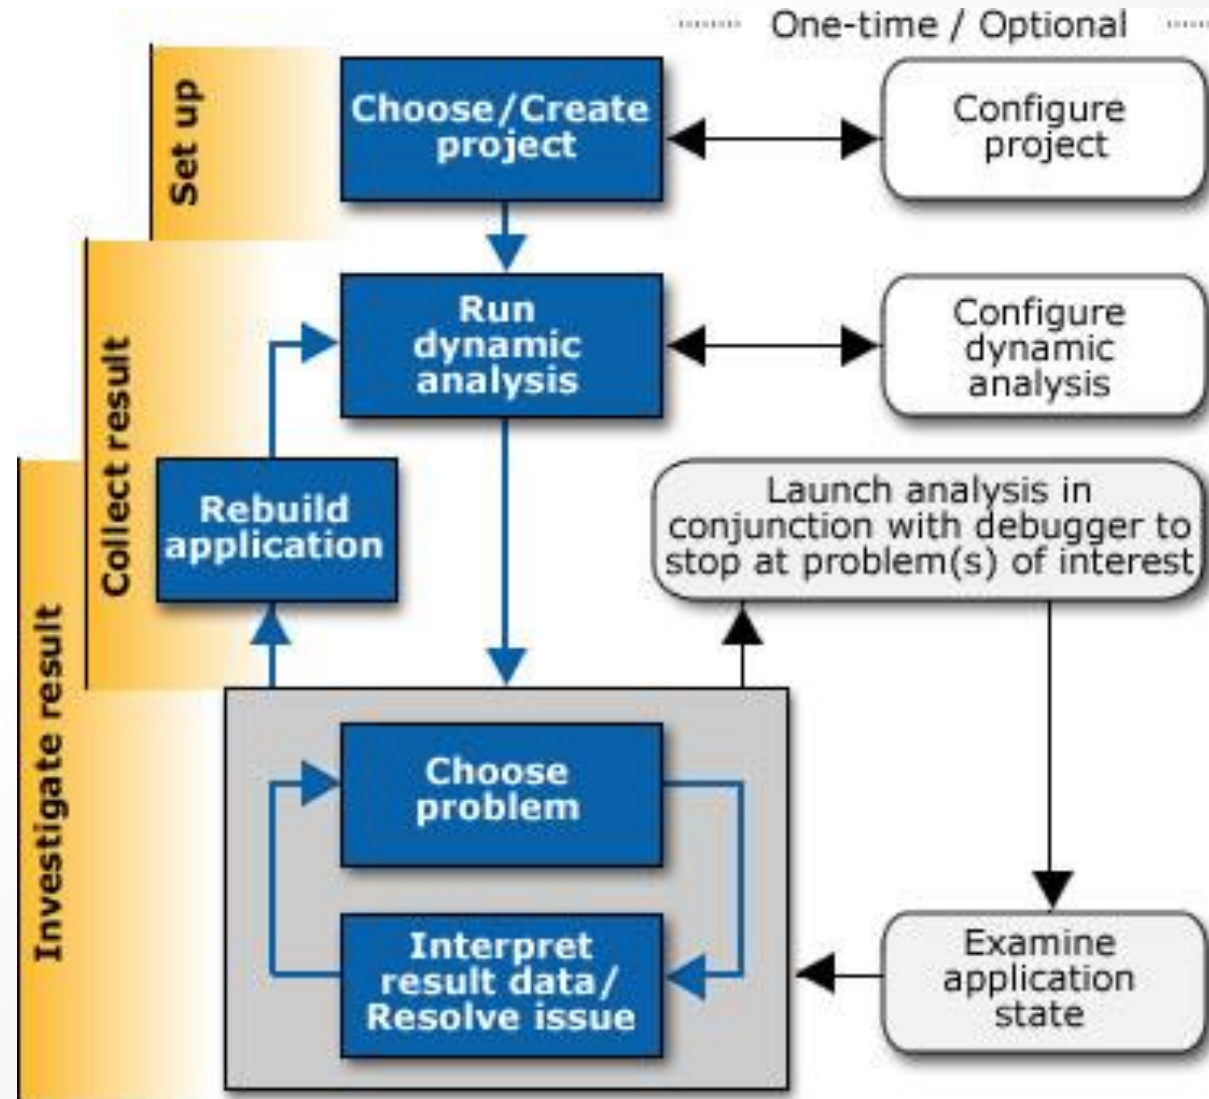 One-time / Optional
Set up
Choose/Create
project
Configure
project
Collect result
Run
dynamic
analysis
Configure
dynamic
analysis
Investigate result
Rebuild
application
Launch analysis in
conjunction with debugger to
stop at problem(s) of interest
Choose
problem
Interpret
result data/
Resolve issue
Examine
application
state